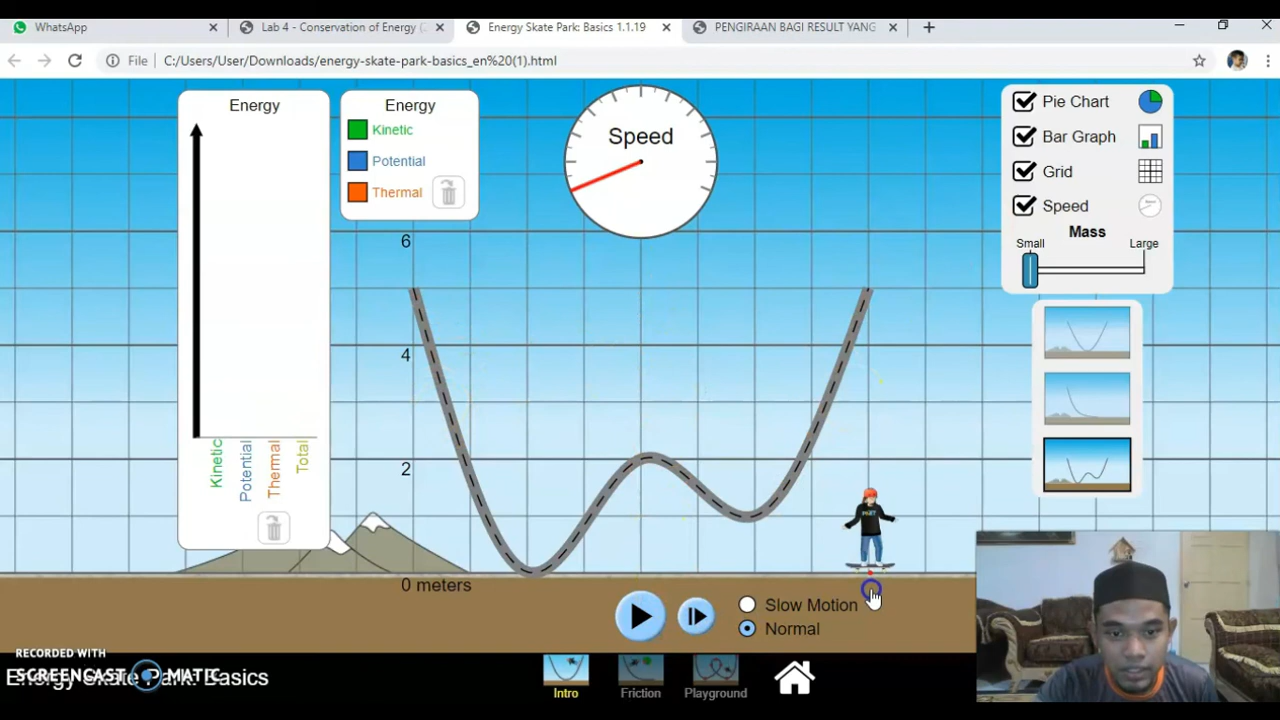 WhatsApp
Lab 4 - Conservation of Energy (
Energy Skate Park: Basics 1.1.19
PENGIRAAN BAGI RESULT YANG
File
C:/Users/User/Downloads/energy-skate-park-basics_en%20(1).html
Energy
Kinetic
Potential
Thermal
Total
Energy
Kinetic
Potential
Thermal
Speed
Pie Chart
Bar Graph
Grid
Speed
Mass
Small
Large
6
4
2
0 meters
Slow Motion
Normal
RECORDED WITH
SCREENCAST MATIC
Energy Skate Park: Basics
Intro
Friction
Playground